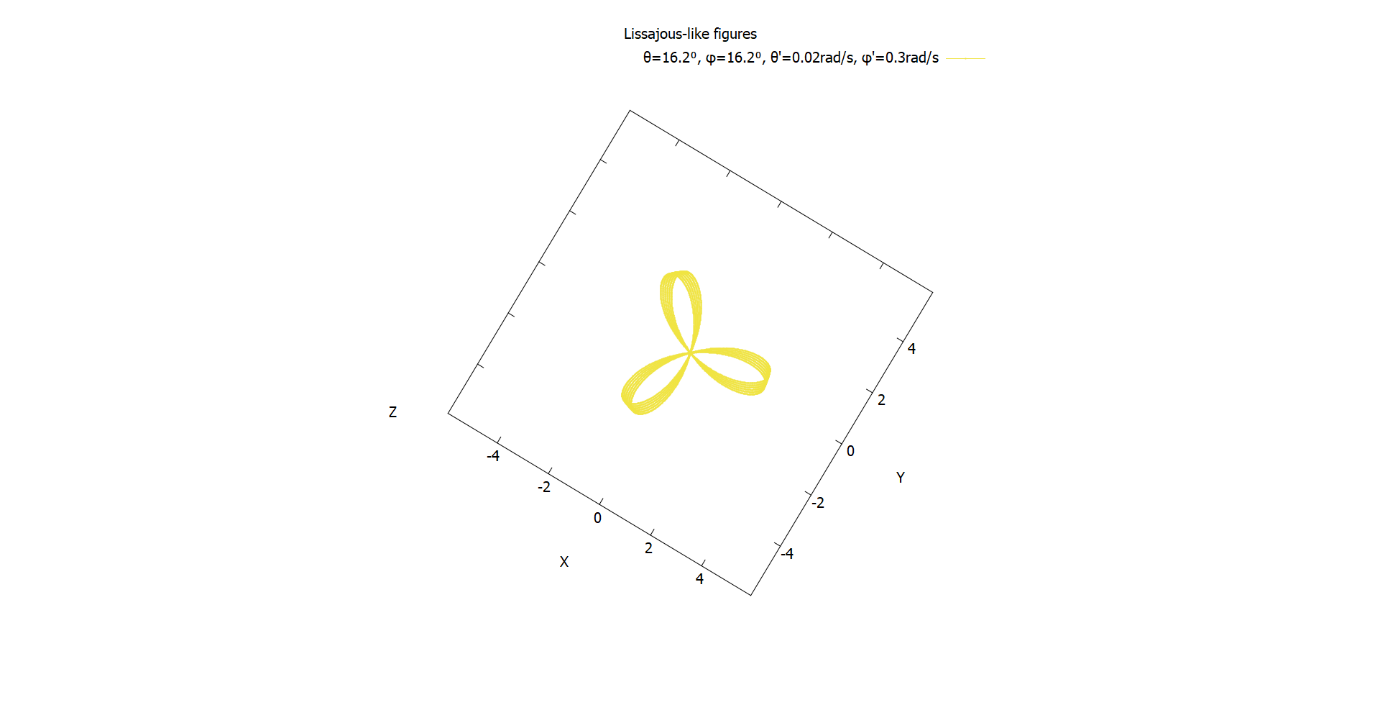 Lissajous-like figures
θ=16.2º, φ=16.2º, θ'=0.02rad/s, φ'=0.3rad/s
4
2
0
-2
-4
Y
Z
-4
-2
0
2
4
X